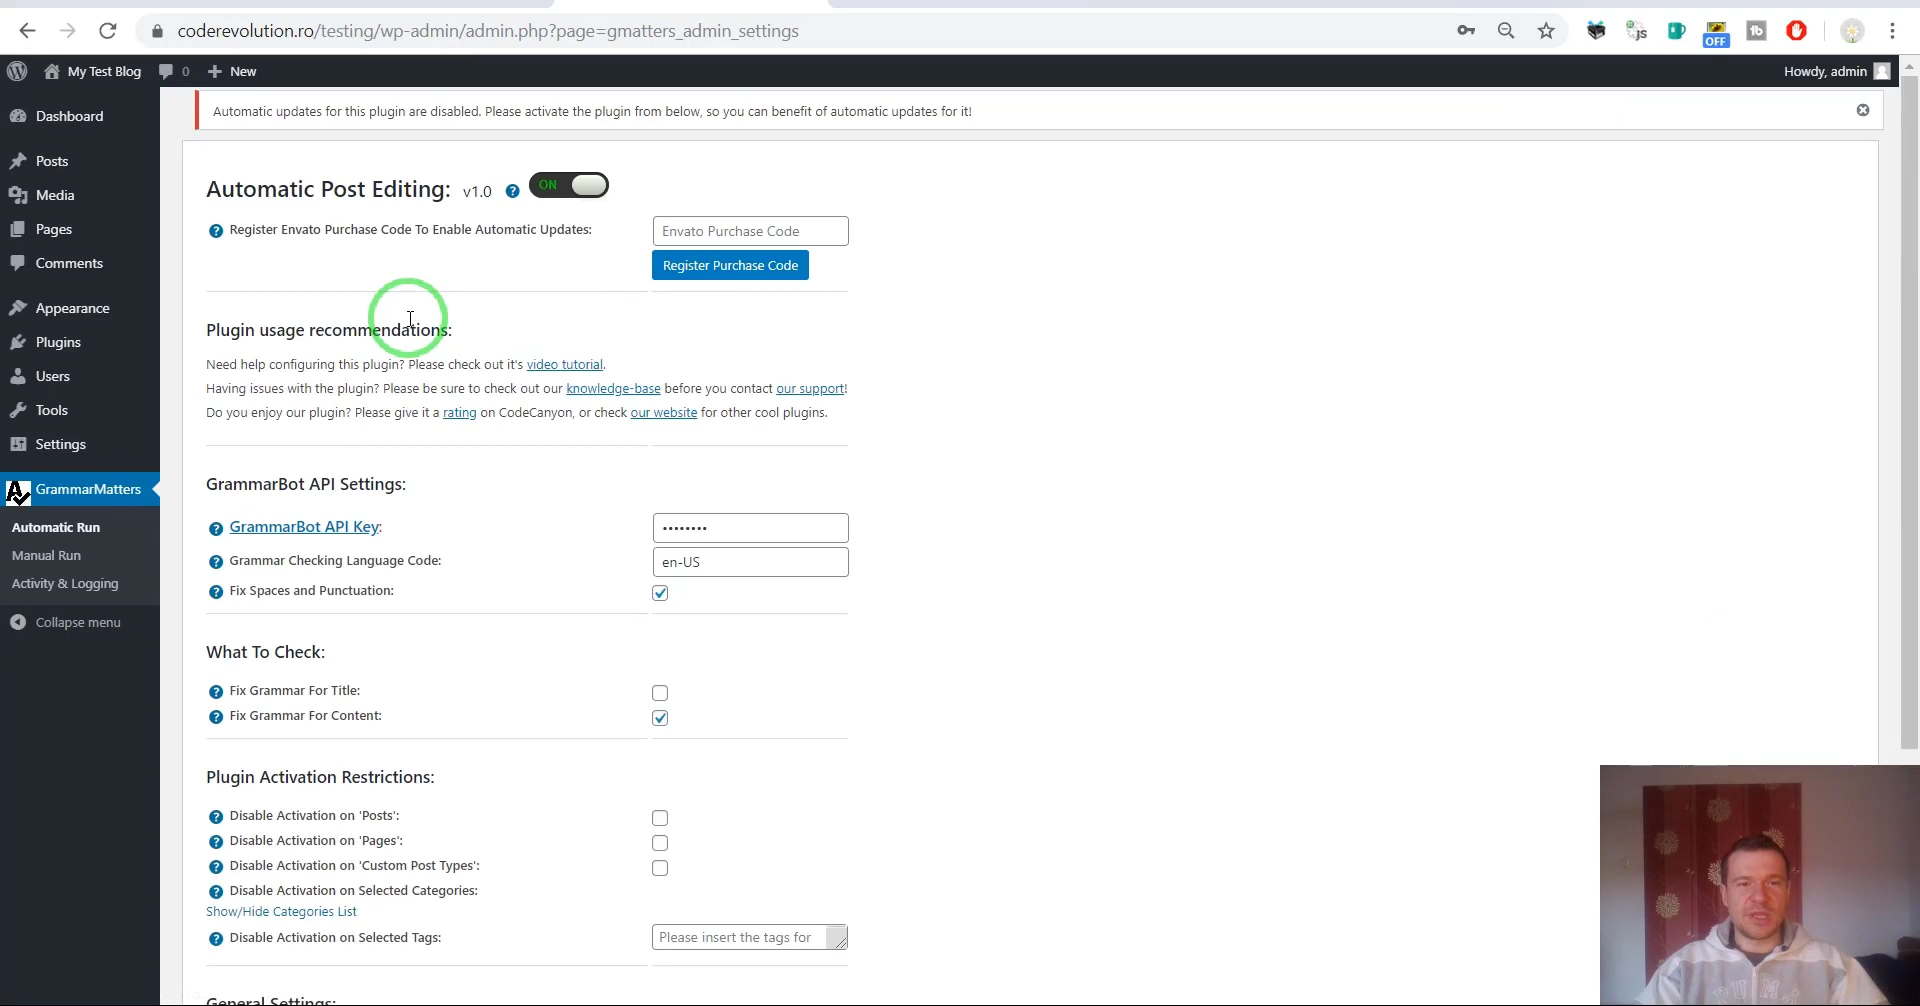 coderevolution.ro/testing/wp-admin/admin.php?page=gmatters_admin_settings
OFF
JS
tb
My Test Blog 0 + New Howdy, admin
Dashboard
Posts
Media
Pages
Comments
Appearance
Plugins
Users
Tools
Settings
GrammarMatters
Automatic Run
Manual Run
Activity & Logging
Collapse menu
Automatic updates for this plugin are disabled. Please activate the plugin from below, so you can benefit of automatic updates for it!
Automatic Post Editing: v1.0 ? ON
? Register Envato Purchase Code To Enable Automatic Updates: Envato Purchase Code
Register Purchase Code
Plugin usage recommendations:
Need help configuring this plugin? Please check out it's video tutorial.
Having issues with the plugin? Please be sure to check out our knowledge-base before you contact our support!
Do you enjoy our plugin? Please give it a rating on CodeCanyon, or check our website for other cool plugins.
GrammarBot API Settings:
? GrammarBot API Key: ••••••••
? Grammar Checking Language Code: en-US
? Fix Spaces and Punctuation:
What To Check:
? Fix Grammar For Title:
? Fix Grammar For Content:
Plugin Activation Restrictions:
? Disable Activation on 'Posts':
? Disable Activation on 'Pages':
? Disable Activation on 'Custom Post Types':
? Disable Activation on Selected Categories:
Show/Hide Categories List
? Disable Activation on Selected Tags: Please insert the tags for
General Settings: